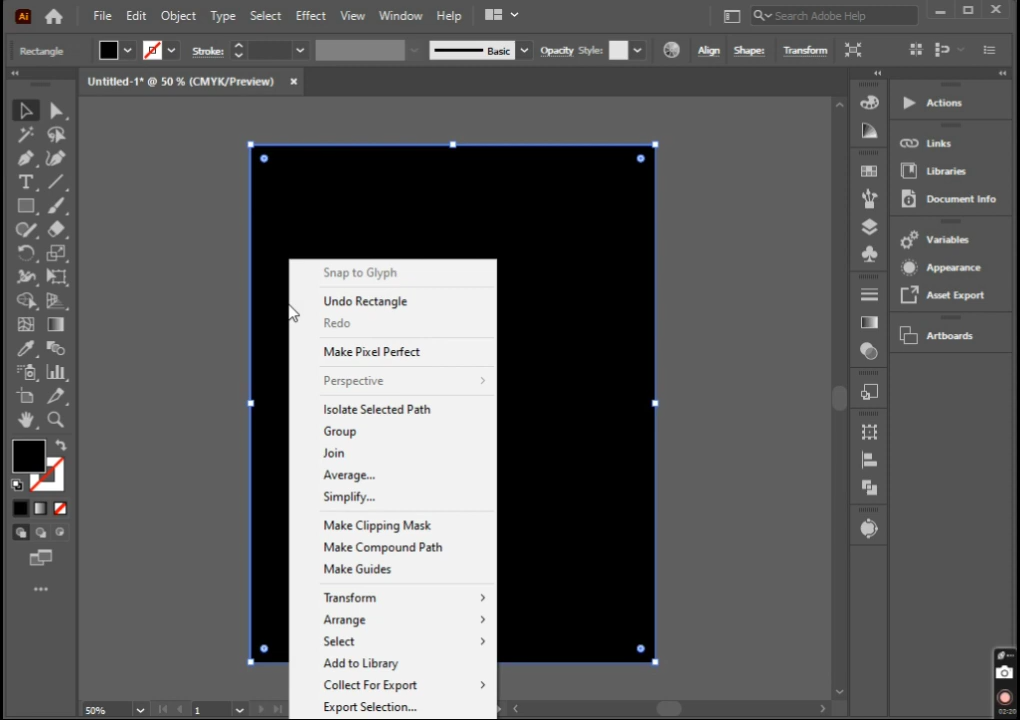 Ai
File Edit Object Type Select Effect View Window Help
Search Adobe Help
Rectangle
Stroke:
Basic
Opacity
Style:
Align
Shape:
Transform
Untitled-1* @ 50 % (CMYK/Preview) ×
Actions
Links
Libraries
Document Info
Variables
Appearance
Asset Export
Artboards
Snap to Glyph
Undo Rectangle
Redo
Make Pixel Perfect
Perspective
Isolate Selected Path
Group
Join
Average...
Simplify...
Make Clipping Mask
Make Compound Path
Make Guides
Transform
Arrange
Select
Add to Library
Collect For Export
Export Selection...
50%
1